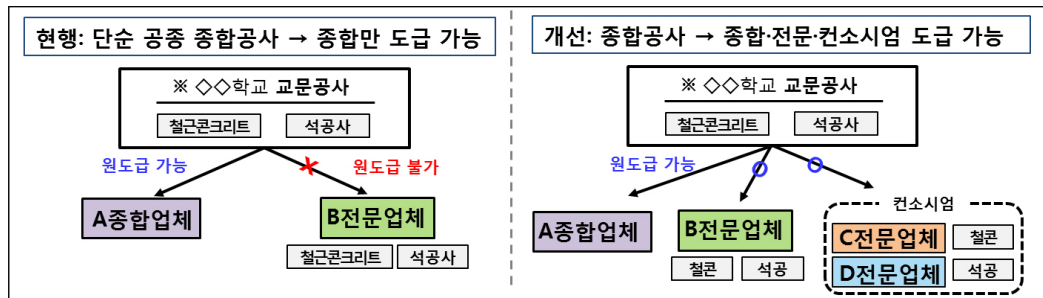 현행: 단순 공종 종합공사 → 종합만 도급 가능
※ ◇◇학교 교문공사
철근콘크리트 석공사
원도급 가능 원도급 불가
A종합업체 B전문업체
철근콘크리트 석공사
개선: 종합공사 → 종합·전문·컨소시엄 도급 가능
※ ◇◇학교 교문공사
철근콘크리트 석공사
원도급 가능
컨소시엄
A종합업체 B전문업체
철콘 석공
C전문업체 철콘
D전문업체 석공